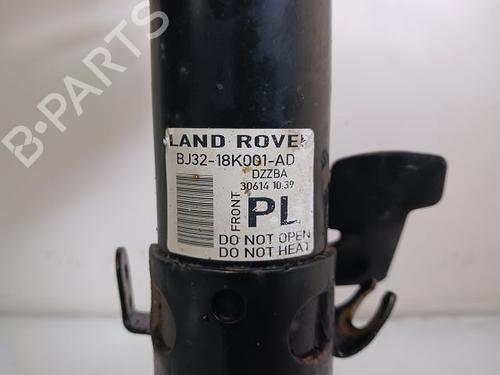 B-PARTS
LAND ROVER
BJ32-18K001-AD
DZZBA
30614 10.39
FRONT
PL
DO NOT OPEN
DO NOT HEAT